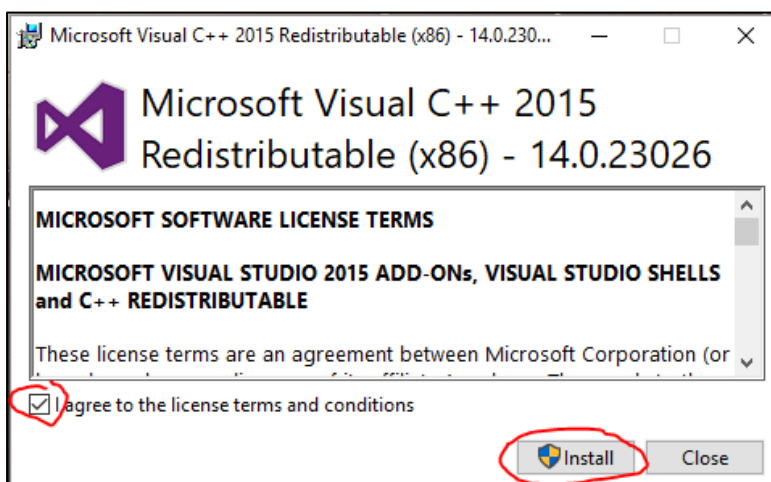 Microsoft Visual C++ 2015 Redistributable (x86) - 14.0.230...
Microsoft Visual C++ 2015
Redistributable (x86) - 14.0.23026
MICROSOFT SOFTWARE LICENSE TERMS
MICROSOFT VISUAL STUDIO 2015 ADD-ONs, VISUAL STUDIO SHELLS
and C++ REDISTRIBUTABLE
These license terms are an agreement between Microsoft Corporation (or
I agree to the license terms and conditions
Install Close